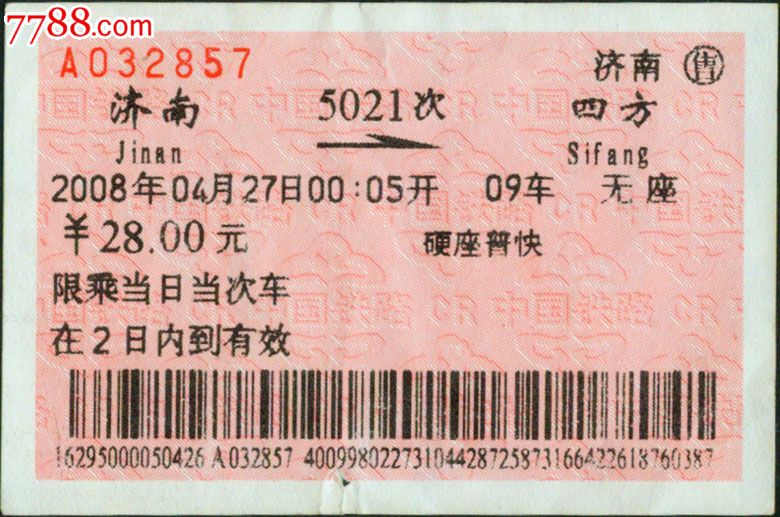 7788.com
A032857
济南 售
济南 5021次 四方
Jinan Sifang
2008年04月27日00:05开 09车 无座
¥28.00元 硬座普快
限乘当日当次车
在2日内到有效
16295000050426 A032857 40099802273104428725873166422618760387